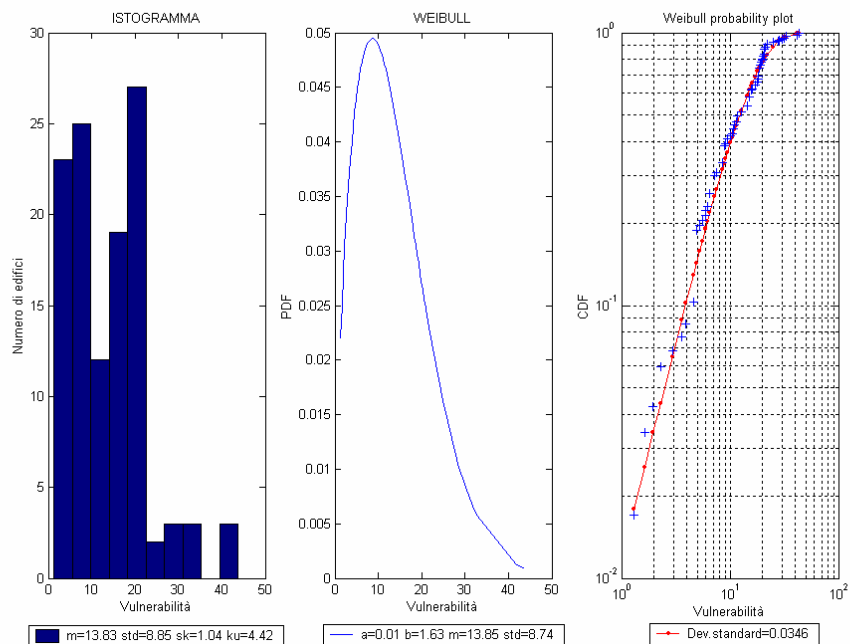 ISTOGRAMMA
30
25
20
15
10
5
0
0 10 20 30 40 50
Numero di edifici
Vulnerabilità
m=13.83 std=8.85 sk=1.04 ku=4.42
WEIBULL
0.05
0.045
0.04
0.035
0.03
0.025
0.02
0.015
0.01
0.005
0
0 10 20 30 40 50
PDF
Vulnerabilità
a=0.01 b=1.63 m=13.85 std=8.74
Weibull probability plot
10^0
10^-1
10^-2
10^0 10^1 10^2
CDF
Vulnerabilità
Dev.standard=0.0346